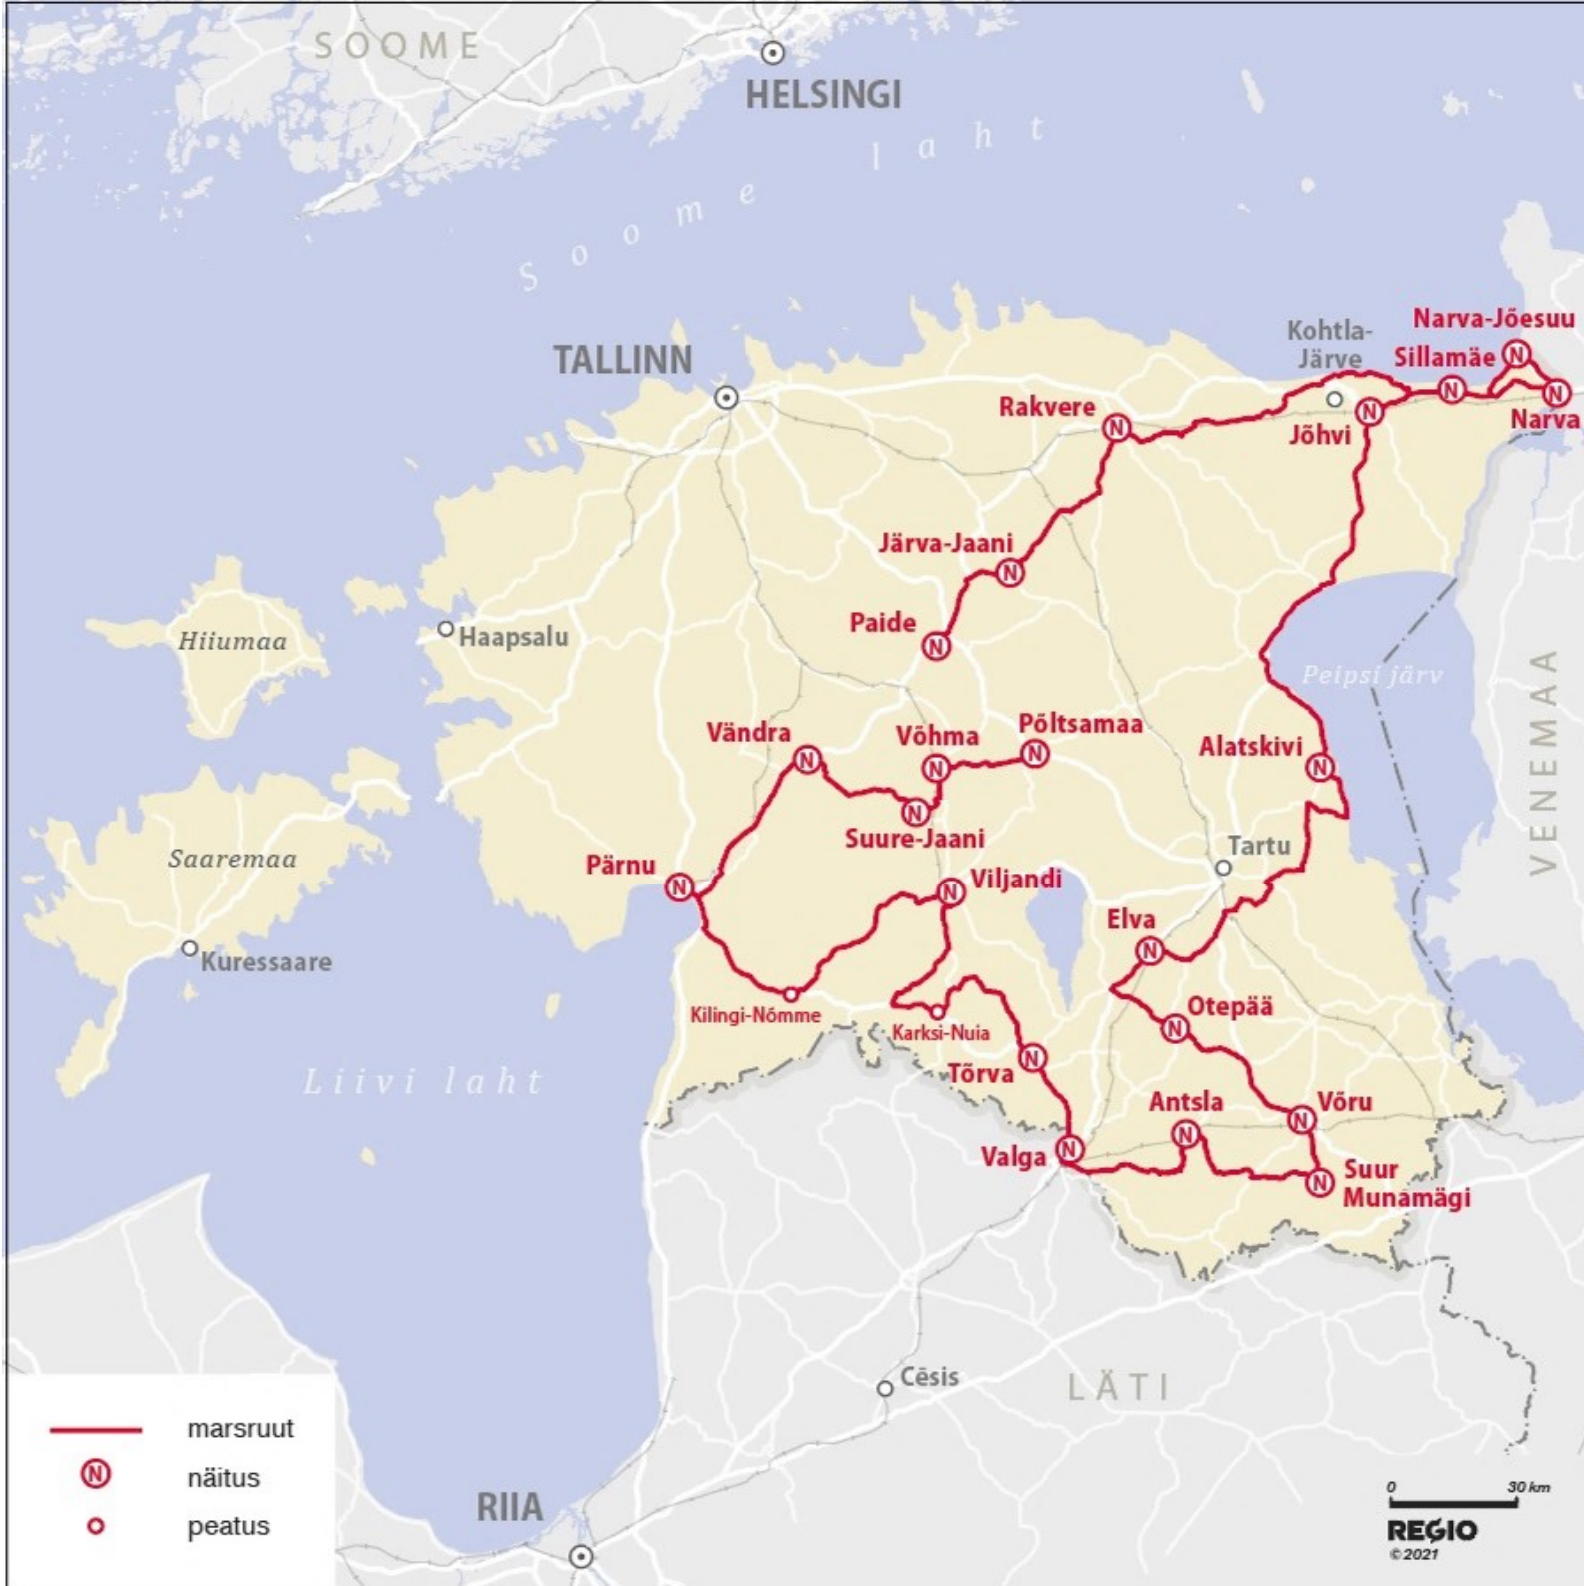 SOOME
HELSINGI
Soome laht
Narva-Jõesuu
Kohtla-
Järve
Sillamäe
N
TALLINN
N
N
Rakvere
N
N
Narva
Jõhvi
Järva-Jaani
N
Paide
N
Hiiumaa
Haapsalu
Peipsi järv
VENEMAA
Vändra
Võhma
Põltsamaa
Alatskivi
N
N
N
N
N
Suure-Jaani
Saaremaa
Tartu
Pärnu
N
Viljandi
N
Elva
N
Kuressaare
Otepää
N
Kilingi-Nõmme
Karksi-Nuia
Tõrva
N
Liivi laht
Antsla
N
Võru
N
Valga
N
Suur
Munamägi
N
Cēsis
LÄTI
marsruut
N
näitus
peatus
RIIA
0 30 km
REGIO
© 2021